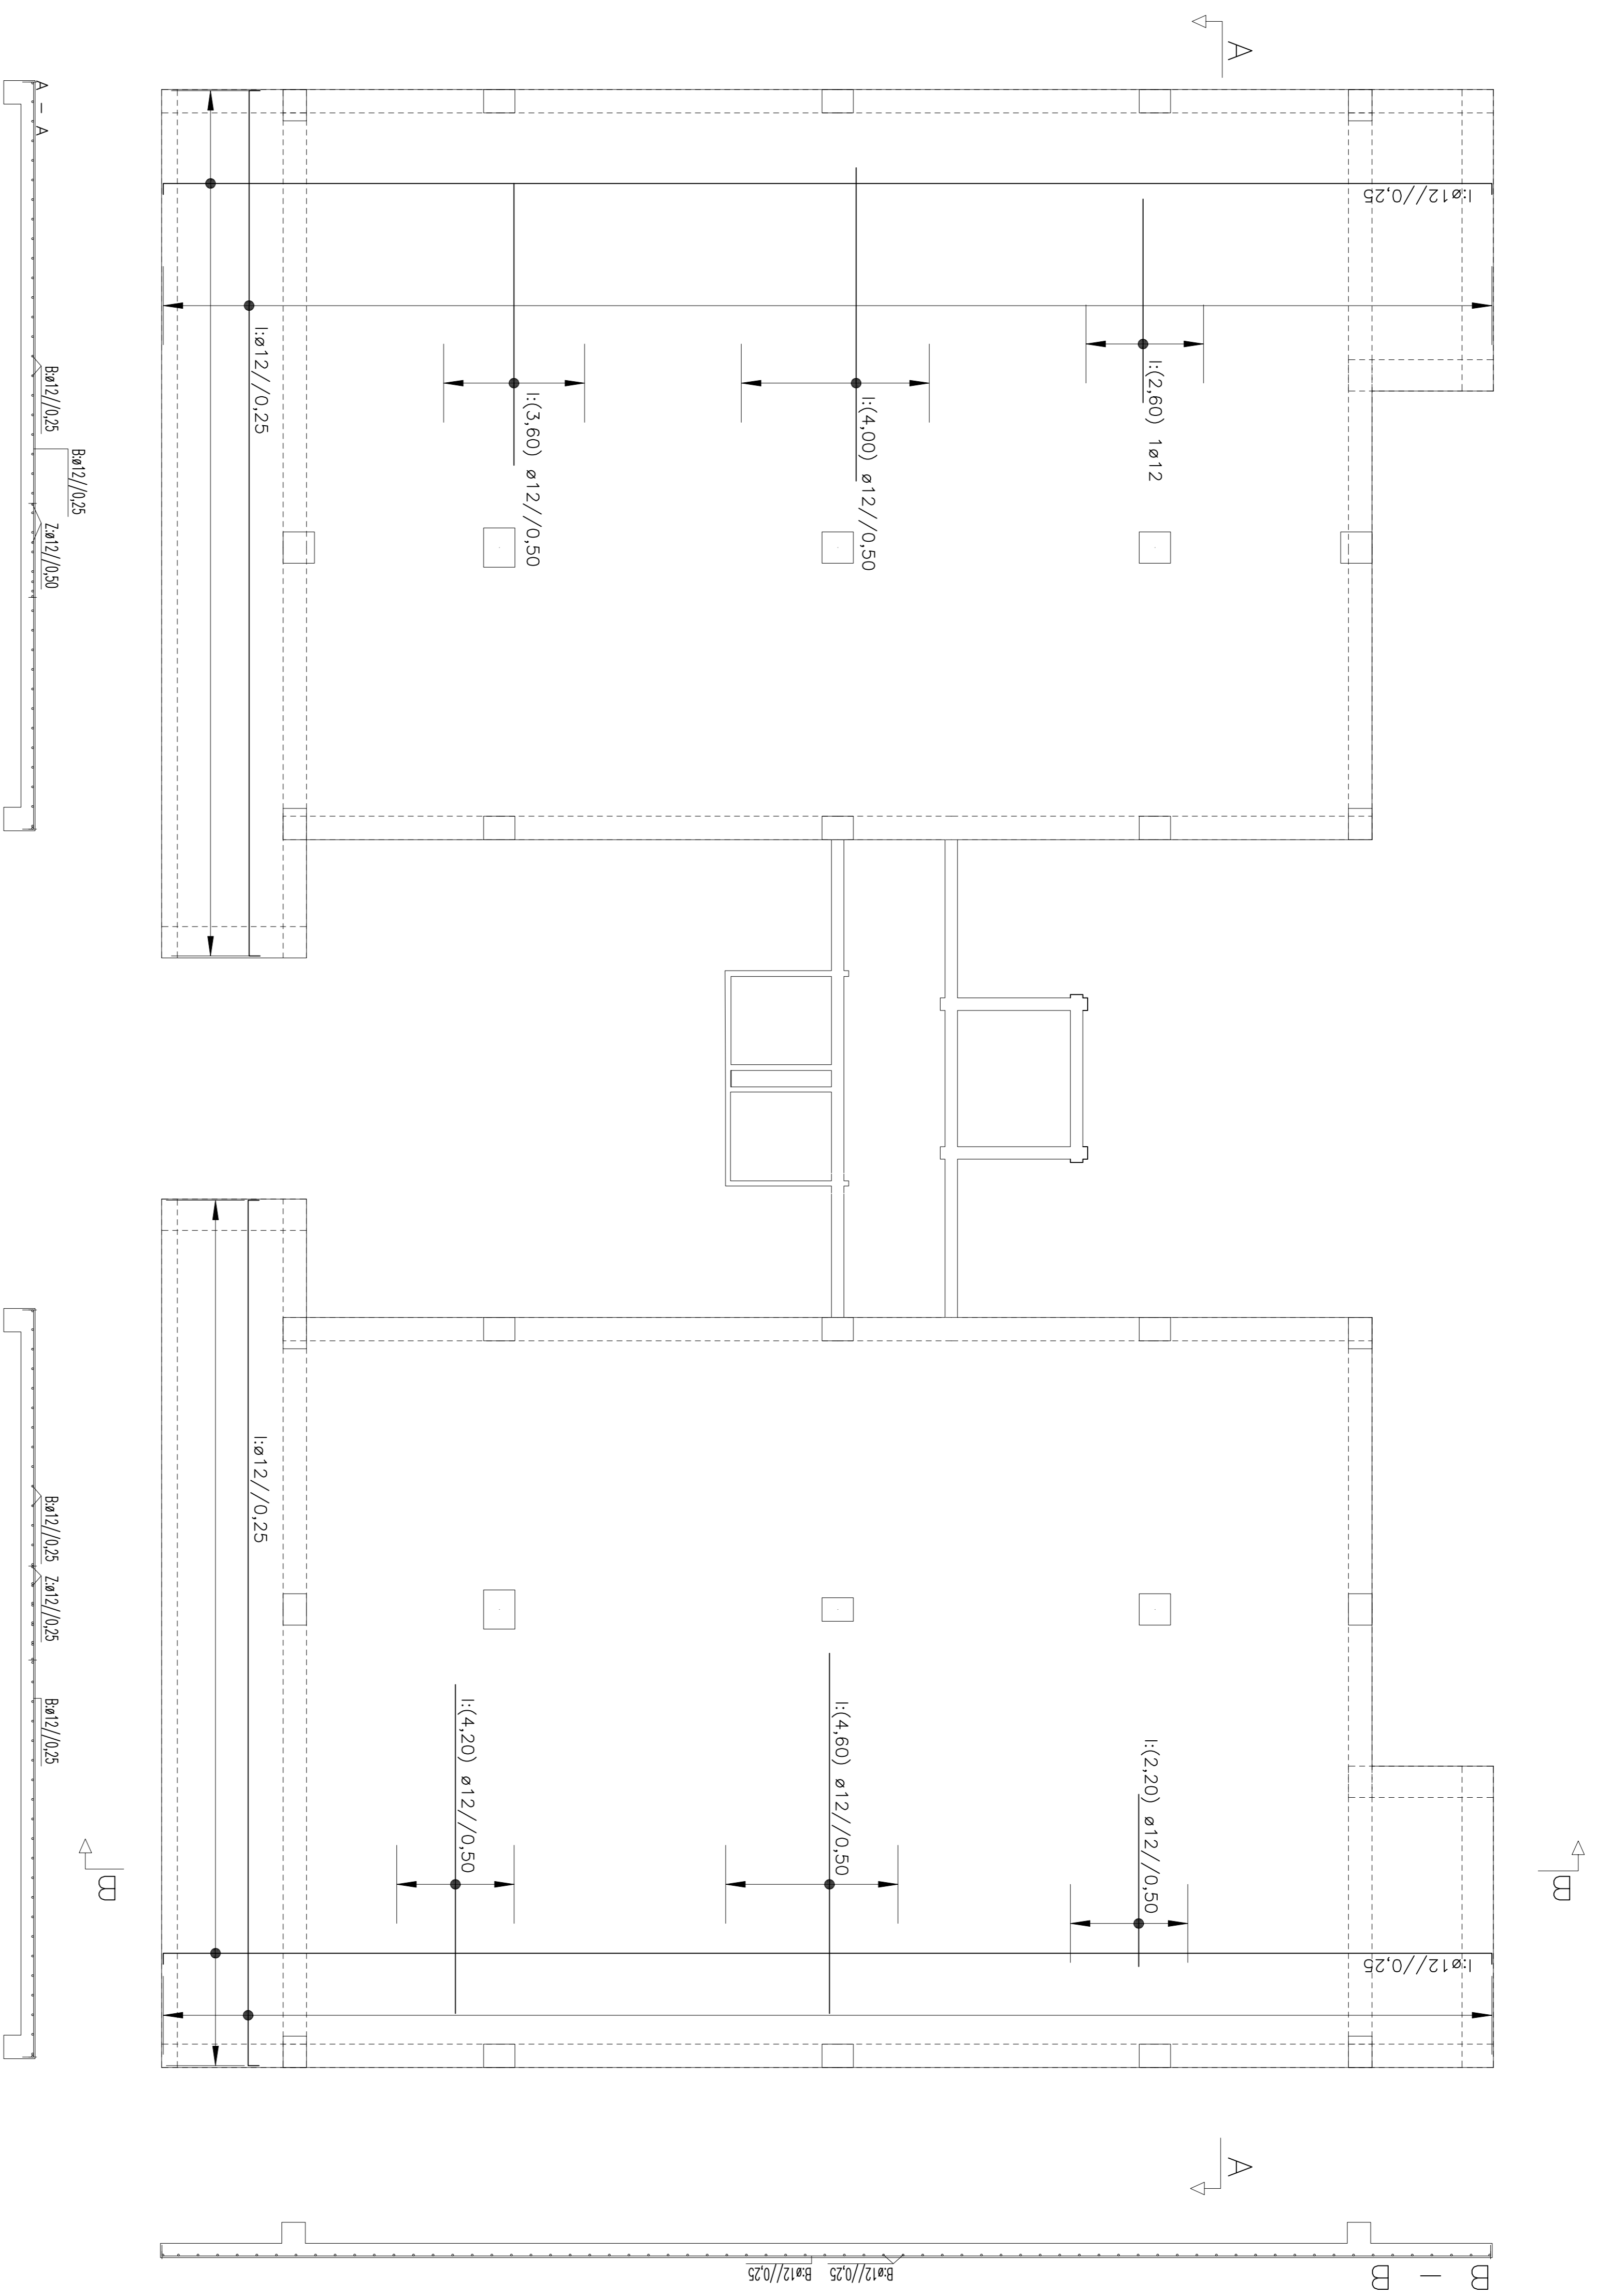 A
A – A
I:ø12//0,25
I:ø12//0,25
I:(3,60) ø12//0,50
I:(4,00) ø12//0,50
I:(2,60) 1ø12
B:ø12//0,25
B:ø12//0,25
Z:ø12//0,50
I:ø12//0,25
B:ø12//0,25
Z:ø12//0,25
B:ø12//0,25
I:(4,20) ø12//0,50
I:(4,60) ø12//0,50
I:(2,20) ø12//0,50
I:ø12//0,25
B
B
A
B:ø12//0,25
B:ø12//0,25
B – B